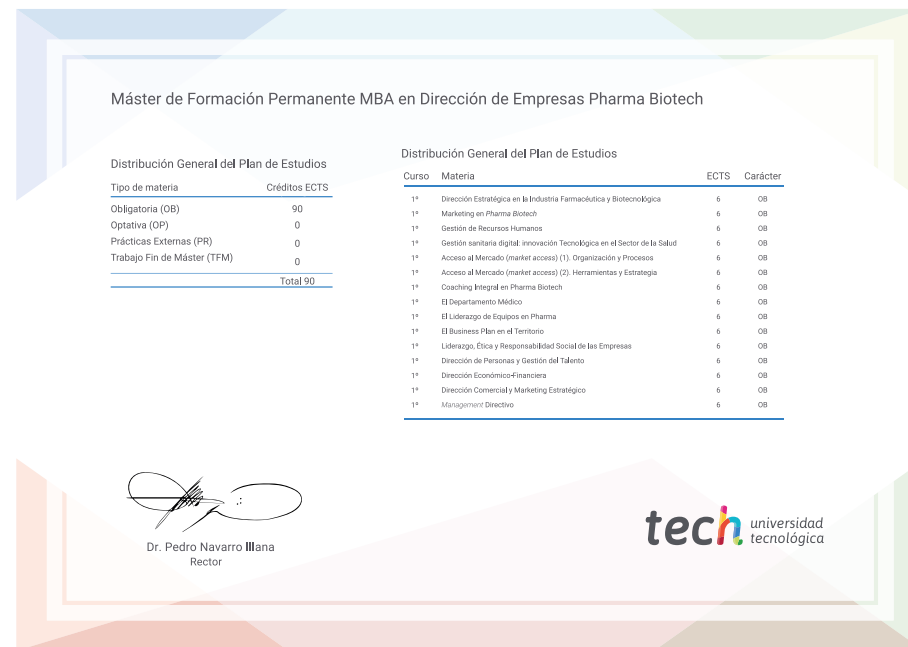 Máster de Formación Permanente MBA en Dirección de Empresas Pharma Biotech
Distribución General del Plan de Estudios
Tipo de materia Créditos ECTS
Obligatoria (OB) 90
Optativa (OP) 0
Prácticas Externas (PR) 0
Trabajo Fin de Máster (TFM) 0
Total 90
Distribución General del Plan de Estudios
Curso Materia ECTS Carácter
1º Dirección Estratégica en la Industria Farmacéutica y Biotecnológica 6 OB
1º Marketing en Pharma Biotech 6 OB
1º Gestión de Recursos Humanos 6 OB
1º Gestión sanitaria digital: innovación Tecnológica en el Sector de la Salud 6 OB
1º Acceso al Mercado (market access) (1). Organización y Procesos 6 OB
1º Acceso al Mercado (market access) (2). Herramientas y Estrategia 6 OB
1º Coaching Integral en Pharma Biotech 6 OB
1º El Departamento Médico 6 OB
1º El Liderazgo de Equipos en Pharma 6 OB
1º El Business Plan en el Territorio 6 OB
1º Liderazgo, Ética y Responsabilidad Social de las Empresas 6 OB
1º Dirección de Personas y Gestión del Talento 6 OB
1º Dirección Económico-Financiera 6 OB
1º Dirección Comercial y Marketing Estratégico 6 OB
1º Management Directivo 6 OB
Dr. Pedro Navarro Illana
Rector
tech universidad
tecnológica